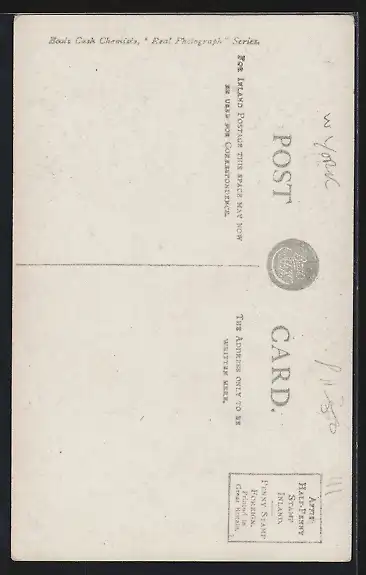 Boots Cash Chemists, "Real Photograph" Series.
POST CARD.
FOR INLAND POSTAGE THIS SPACE MAY NOW
BE USED FOR CORRESPONDENCE.
THE ADDRESS ONLY TO BE
WRITTEN HERE.
AFFIX
HALF-PENNY
STAMP
INLAND.
PENNY STAMP
FOREIGN.
Printed in
Great Britain.
W YORK